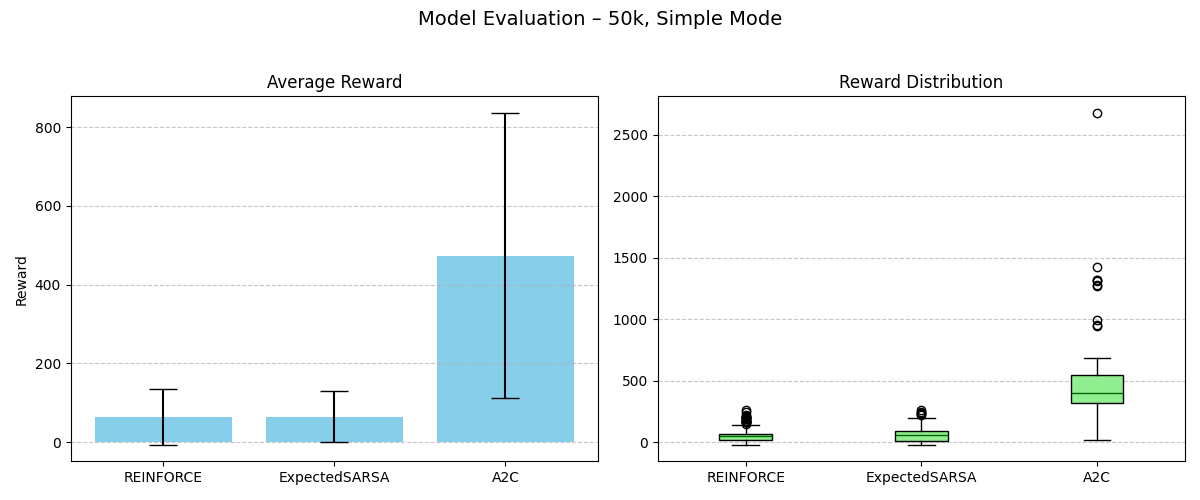 Model Evaluation – 50k, Simple Mode
Average Reward
Reward
800
600
400
200
0
REINFORCE
ExpectedSARSA
A2C
Reward Distribution
2500
2000
1500
1000
500
0
REINFORCE
ExpectedSARSA
A2C